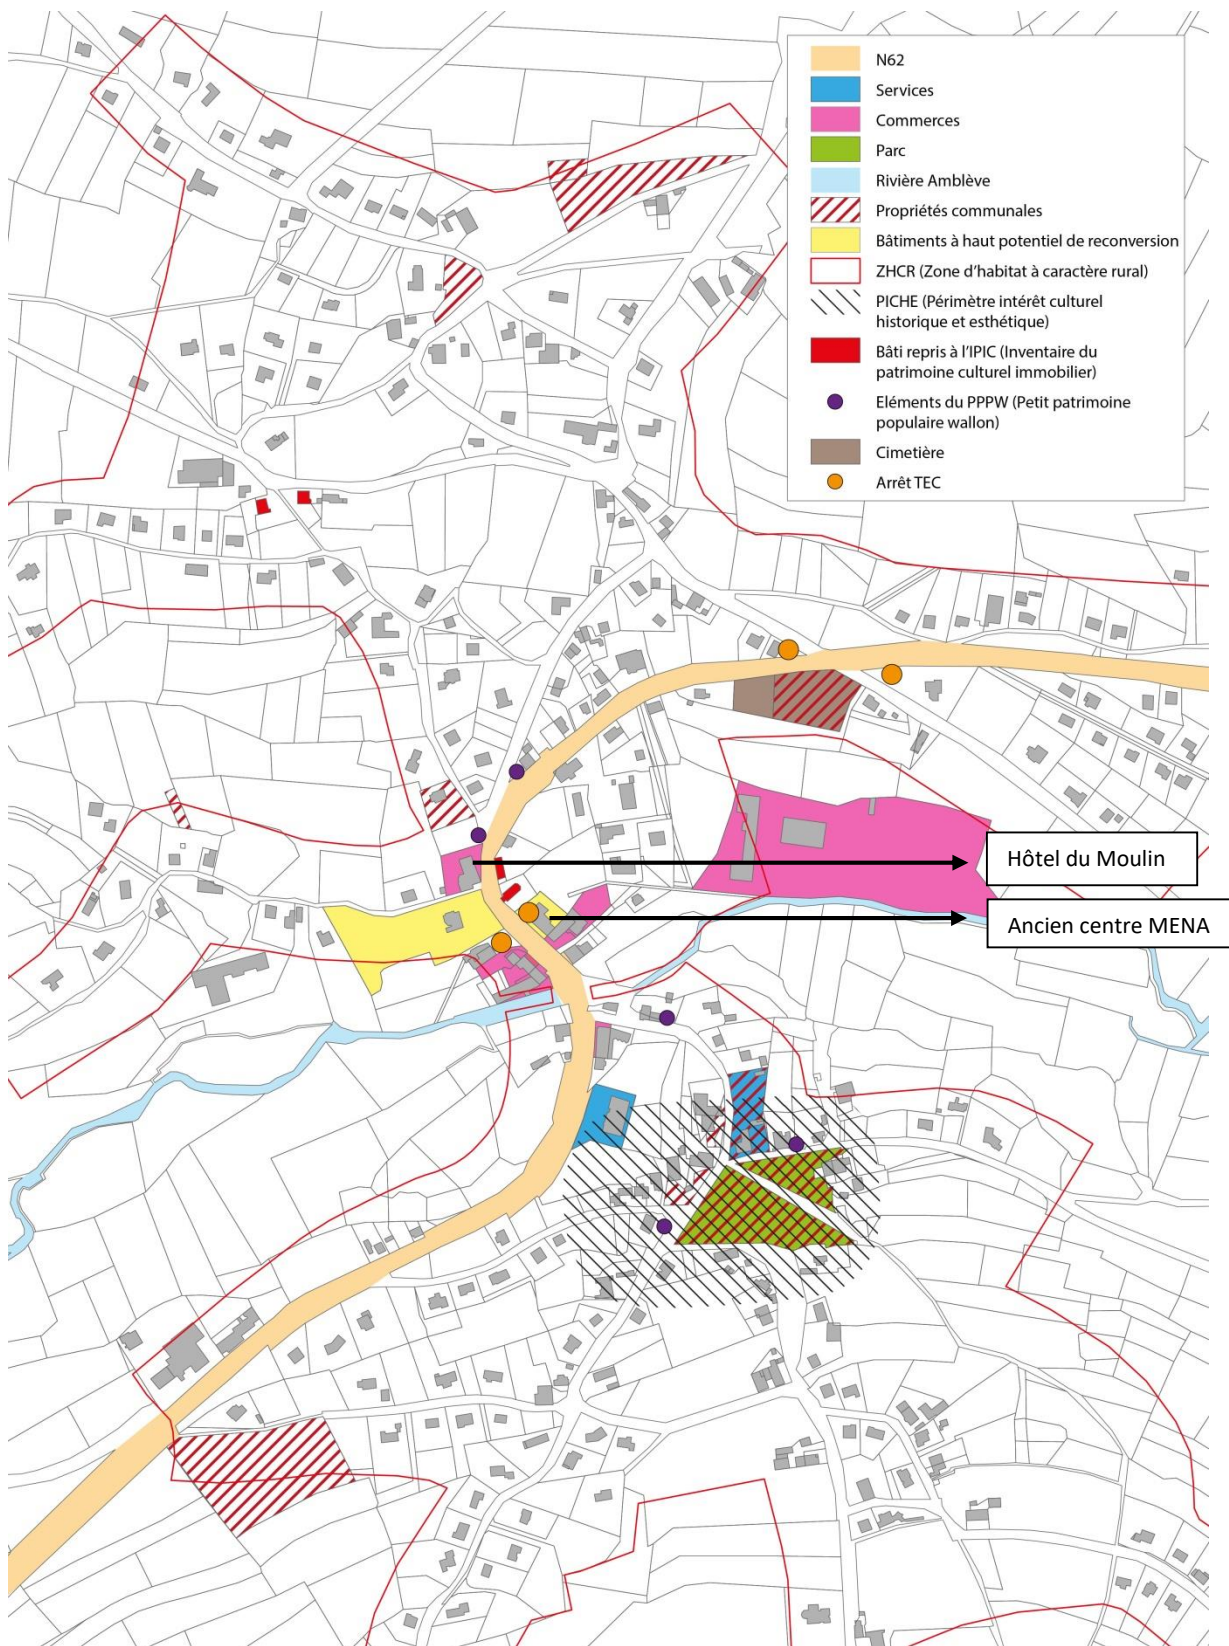 N62
Services
Commerces
Parc
Rivière Amblève
Propriétés communales
Bâtiments à haut potentiel de reconversion
ZHCR (Zone d'habitat à caractère rural)
PICHE (Périmètre intérêt culturel
historique et esthétique)
Bâti repris à l'IPIC (Inventaire du
patrimoine culturel immobilier)
Eléments du PPPW (Petit patrimoine
populaire wallon)
Cimetière
Arrêt TEC
Hôtel du Moulin
Ancien centre MENA